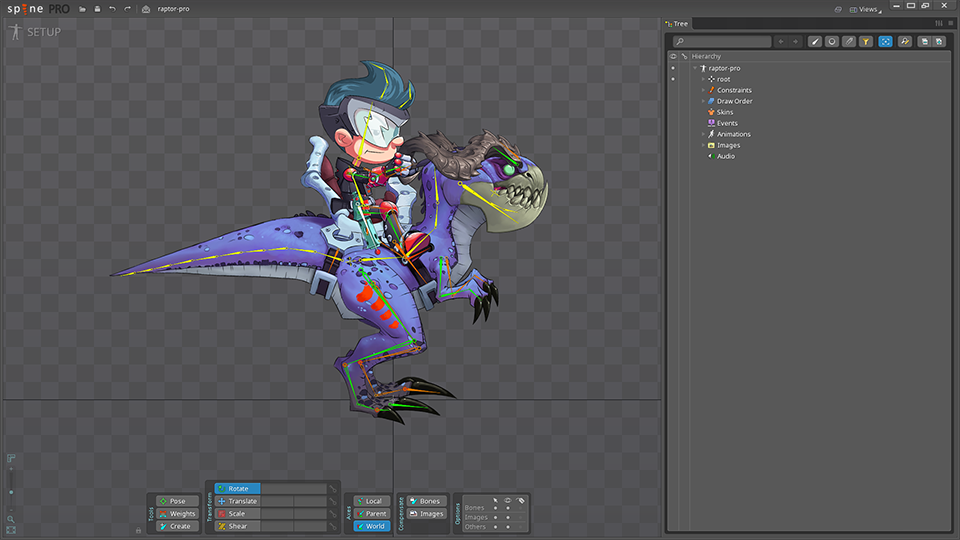 spine PRO
raptor-pro
Views
SETUP
Tree
Hierarchy
raptor-pro
root
Constraints
Draw Order
Skins
Events
Animations
Images
Audio
Tools
Pose
Weights
Create
Transform
Rotate
Translate
Scale
Shear
Axes
Local
Parent
World
Compensate
Bones
Images
Options
Bones
Images
Others